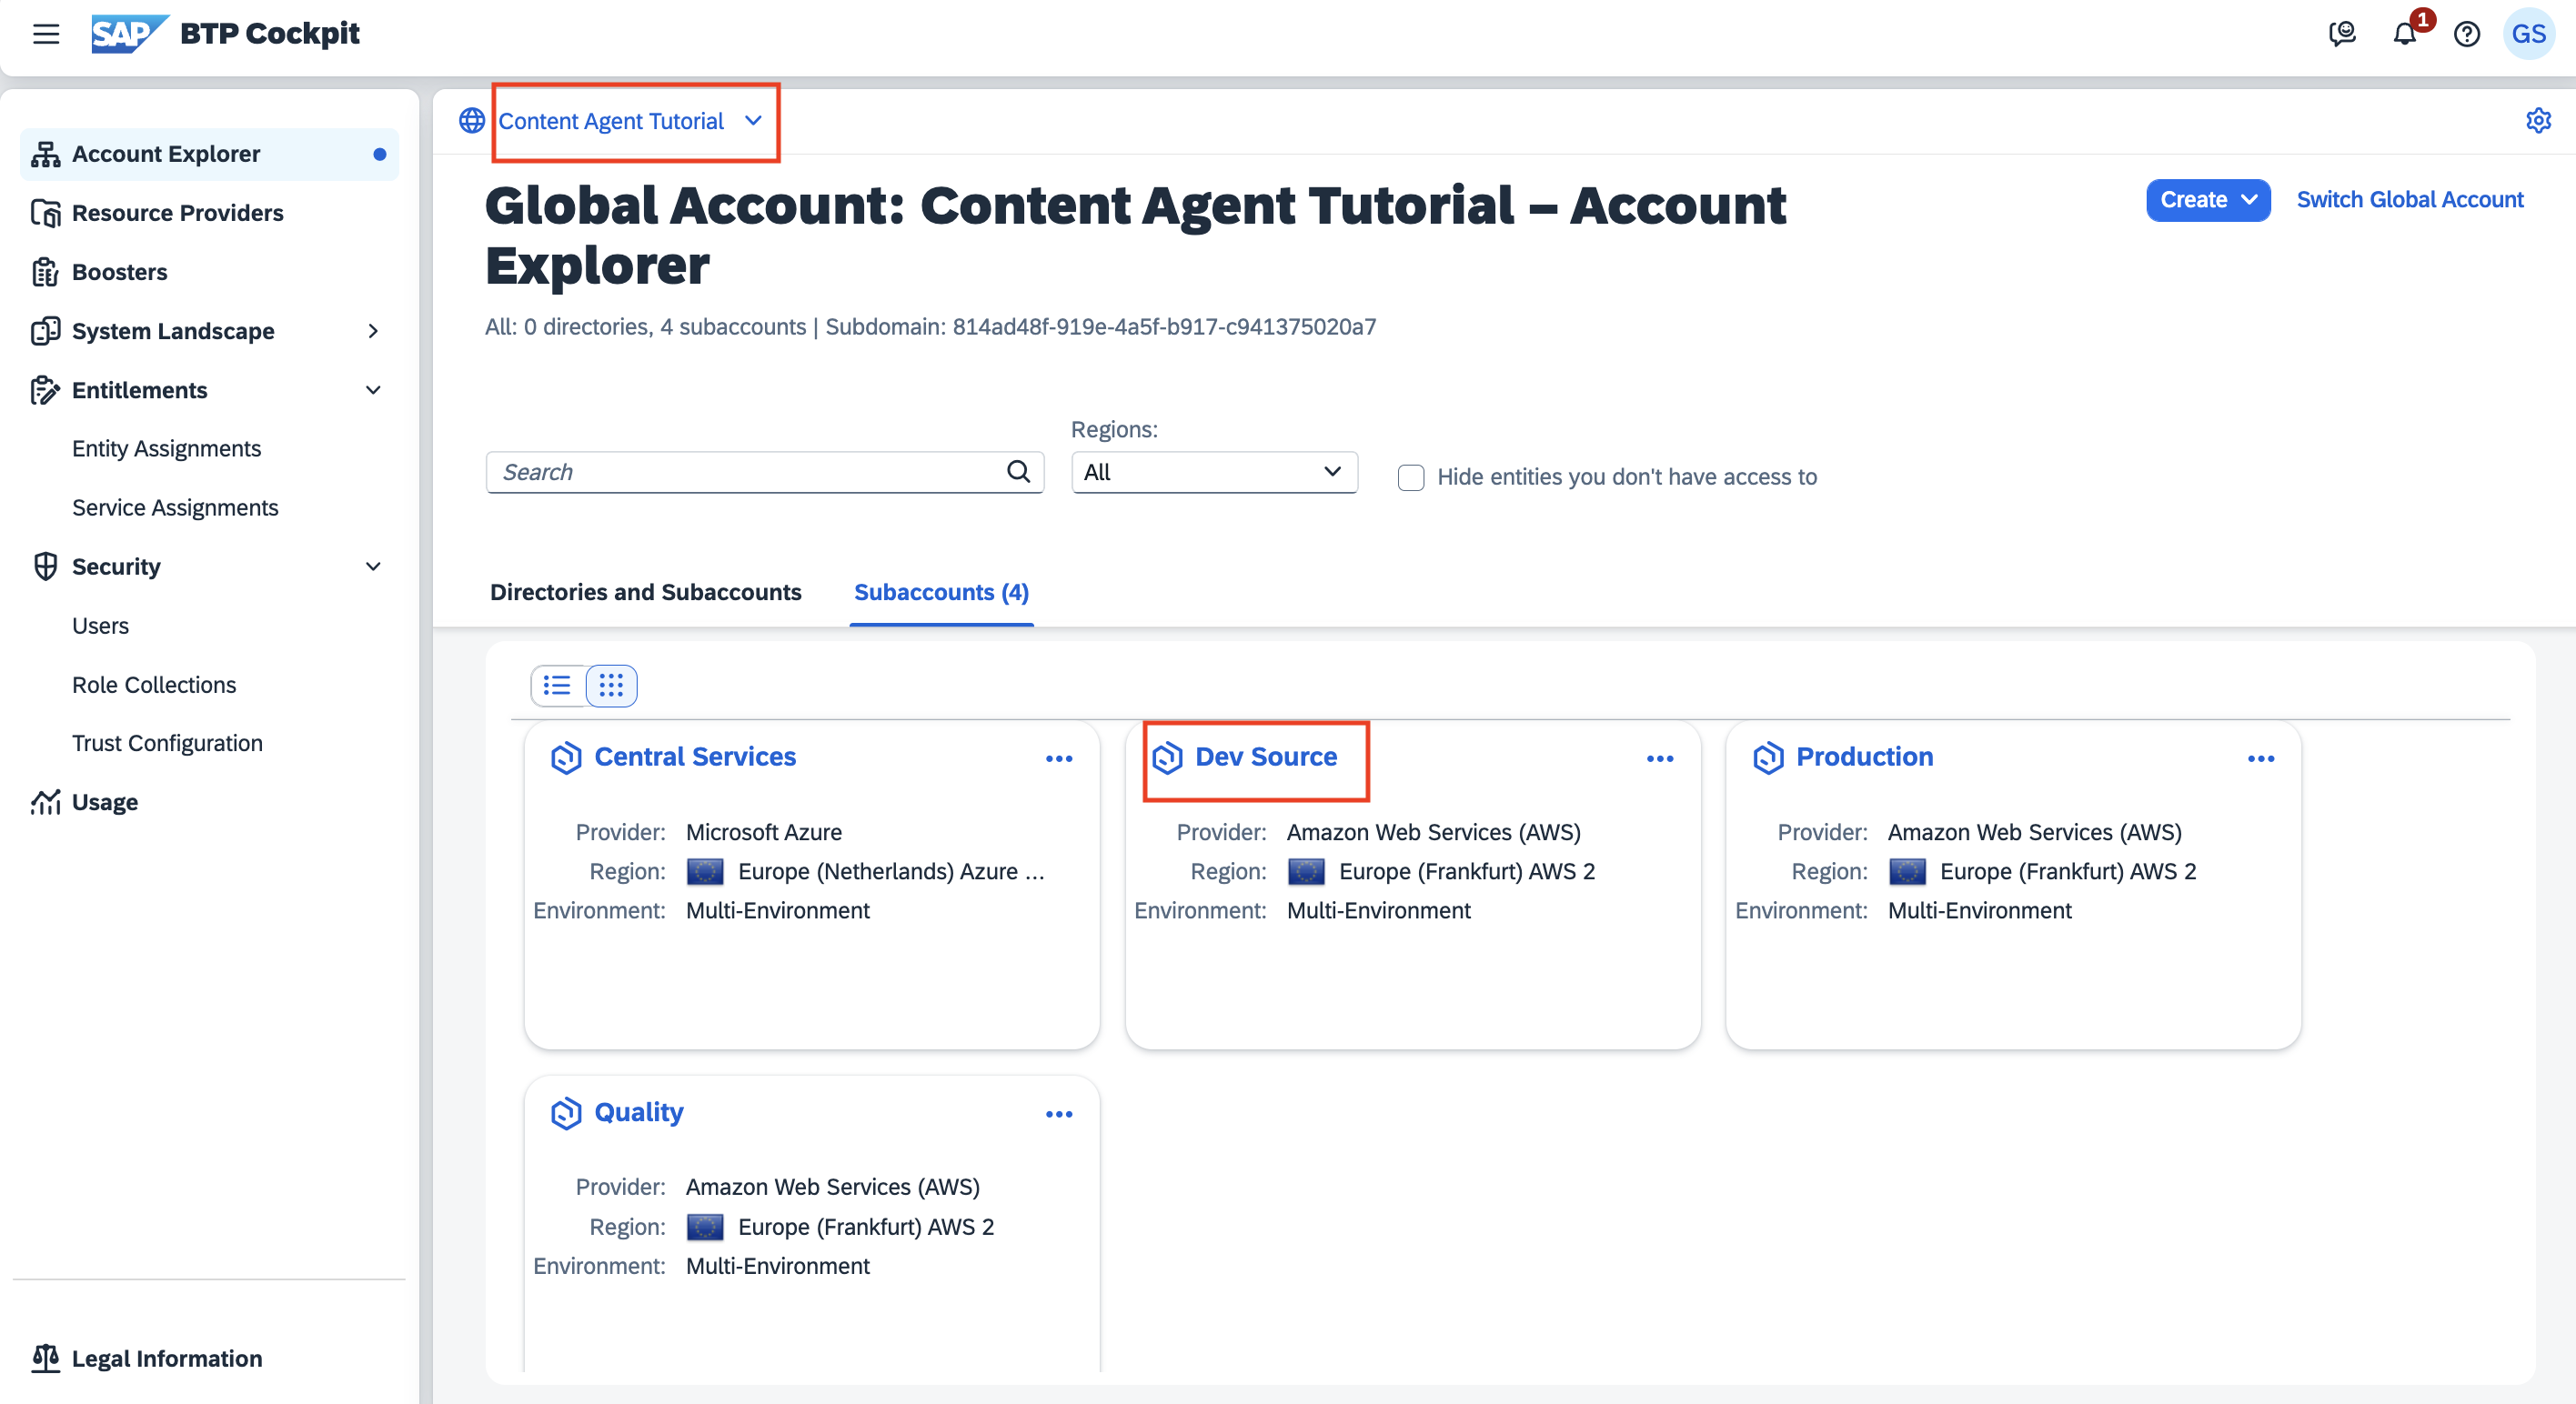 SAP BTP Cockpit
1
GS
Account Explorer
Resource Providers
Boosters
System Landscape
Entitlements
Entity Assignments
Service Assignments
Security
Users
Role Collections
Trust Configuration
Usage
Legal Information
Content Agent Tutorial
Global Account: Content Agent Tutorial – Account
Explorer
Create
Switch Global Account
All: 0 directories, 4 subaccounts | Subdomain: 814ad48f-919e-4a5f-b917-c941375020a7
Search
Regions:
All
Hide entities you don't have access to
Directories and Subaccounts
Subaccounts (4)
Central Services
Provider: Microsoft Azure
Region: Europe (Netherlands) Azure ...
Environment: Multi-Environment
Dev Source
Provider: Amazon Web Services (AWS)
Region: Europe (Frankfurt) AWS 2
Environment: Multi-Environment
Production
Provider: Amazon Web Services (AWS)
Region: Europe (Frankfurt) AWS 2
Environment: Multi-Environment
Quality
Provider: Amazon Web Services (AWS)
Region: Europe (Frankfurt) AWS 2
Environment: Multi-Environment